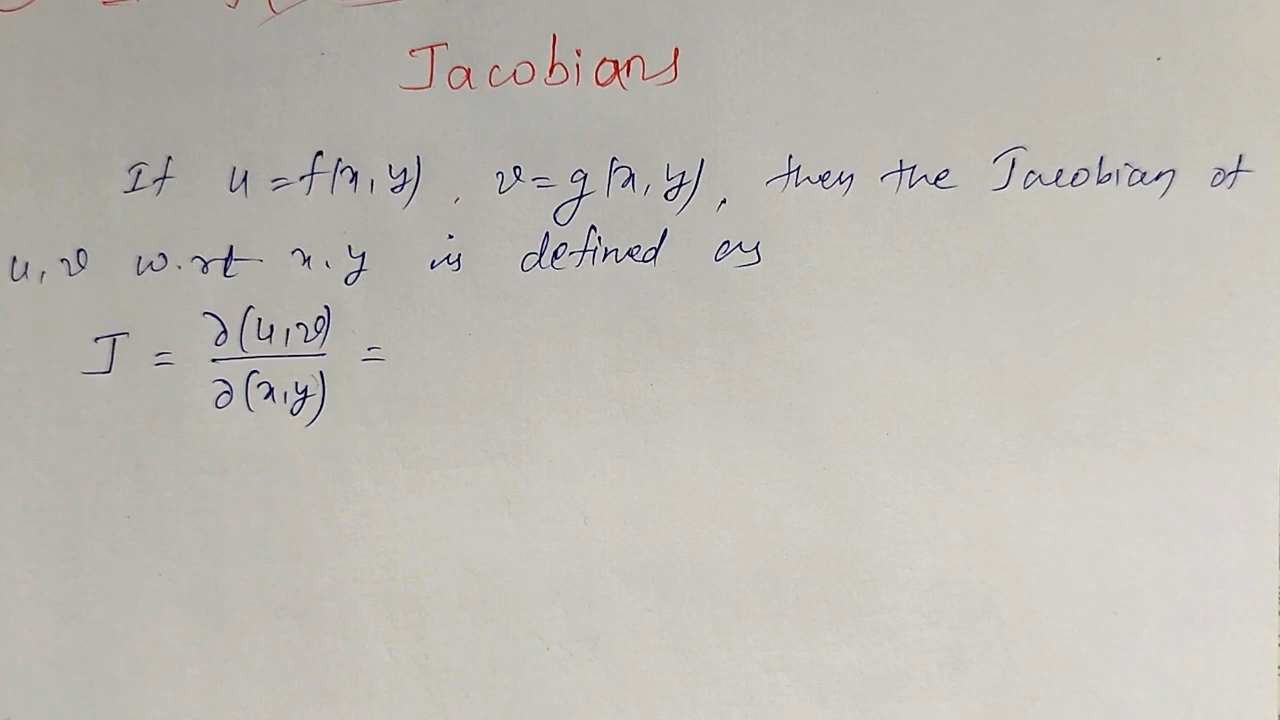 Jacobians
If u = f(x, y), v = g(x, y), then the Jacobian of
u, v w.r.t x, y is defined as
J = ∂(u,v)/∂(x,y) =